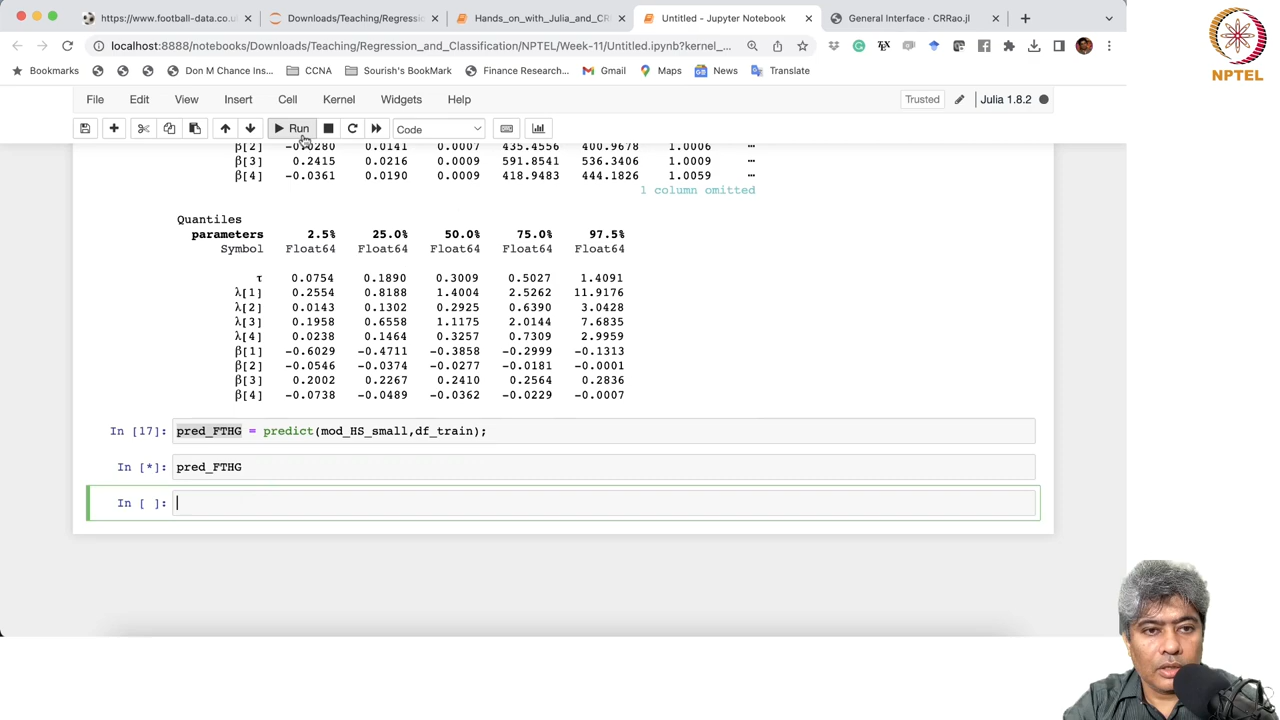 https://www.football-data.co.u
Downloads/Teaching/Regressio
Hands_on_with_Julia_and_CR
Untitled - Jupyter Notebook
General Interface · CRRao.jl
localhost:8888/notebooks/Downloads/Teaching/Regression_and_Classification/NPTEL/Week-11/Untitled.ipynb?kernel_...
Bookmarks
Don M Chance Ins...
CCNA
Sourish's BookMark
Finance Research...
Gmail
Maps
News
Translate
NPTEL
File Edit View Insert Cell Kernel Widgets Help
Trusted
Julia 1.8.2
Run
Code
β[2] -0.0280 0.0141 0.0007 435.4556 400.9678 1.0006 ⋯
β[3] 0.2415 0.0216 0.0009 591.8541 536.3406 1.0009 ⋯
β[4] -0.0361 0.0190 0.0009 418.9483 444.1826 1.0059 ⋯
1 column omitted
Quantiles
parameters 2.5% 25.0% 50.0% 75.0% 97.5%
Symbol Float64 Float64 Float64 Float64 Float64
τ 0.0754 0.1890 0.3009 0.5027 1.4091
λ[1] 0.2554 0.8188 1.4004 2.5262 11.9176
λ[2] 0.0143 0.1302 0.2925 0.6390 3.0428
λ[3] 0.1958 0.6558 1.1175 2.0144 7.6835
λ[4] 0.0238 0.1464 0.3257 0.7309 2.9959
β[1] -0.6029 -0.4711 -0.3858 -0.2999 -0.1313
β[2] -0.0546 -0.0374 -0.0277 -0.0181 -0.0001
β[3] 0.2002 0.2267 0.2410 0.2564 0.2836
β[4] -0.0738 -0.0489 -0.0362 -0.0229 -0.0007
In [17]: pred_FTHG = predict(mod_HS_small,df_train);
In [*]: pred_FTHG
In [ ]: